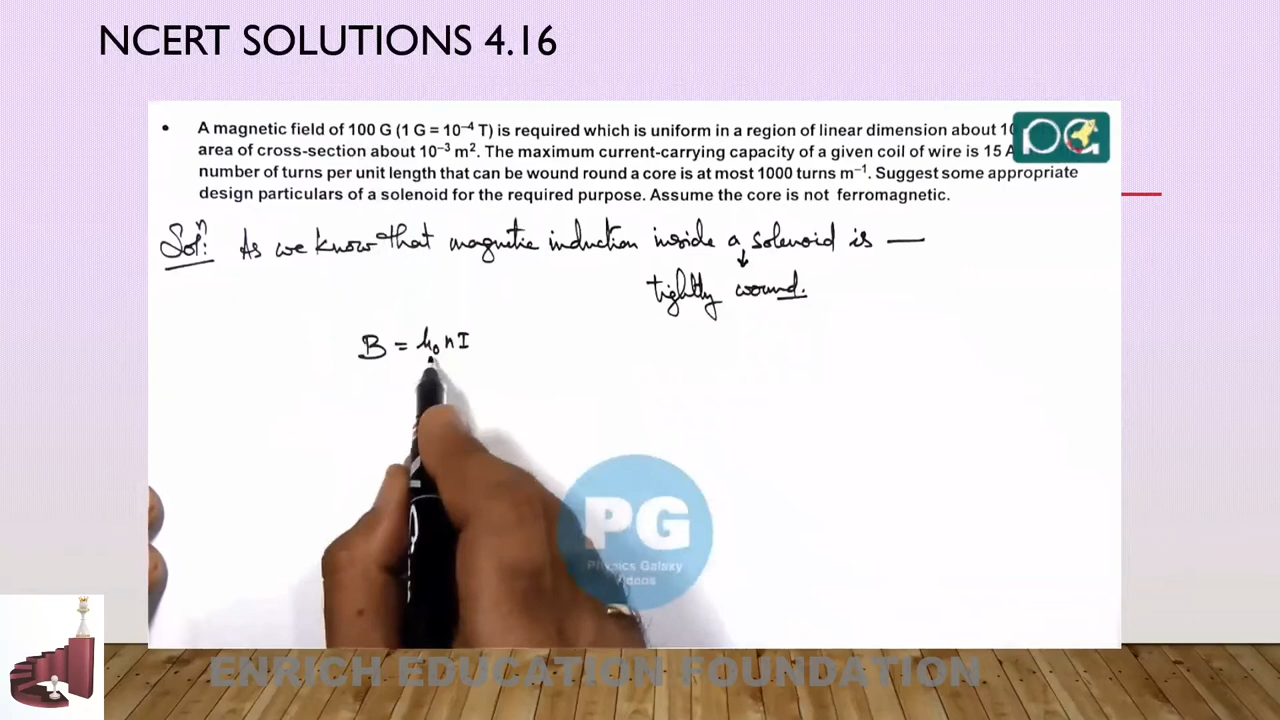 NCERT SOLUTIONS 4.16
• A magnetic field of 100 G (1 G = 10⁻⁴ T) is required which is uniform in a region of linear dimension about
area of cross-section about 10⁻³ m². The maximum current-carrying capacity of a given coil of wire is 15
number of turns per unit length that can be wound round a core is at most 1000 turns m⁻¹. Suggest some appropriate
design particulars of a solenoid for the required purpose. Assume the core is not ferromagnetic.
Solⁿ: As we know that magnetic induction inside a solenoid is —
↓
tightly wound.
B = μ₀nI
PG
Physics Galaxy
Videos
ENRICH EDUCATION FOUNDATION